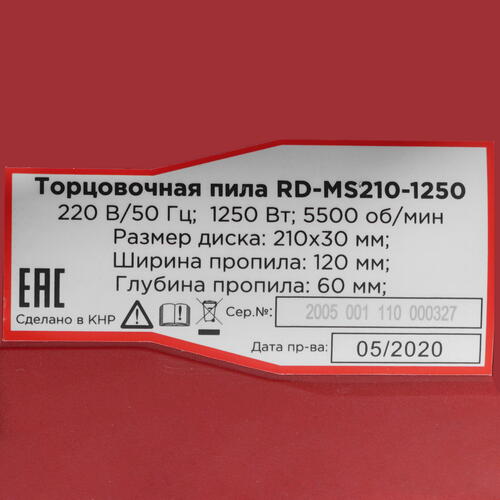 Торцовочная пила RD-MS210-1250
220 В/50 Гц; 1250 Вт; 5500 об/мин
Размер диска: 210x30 мм;
Ширина пропила: 120 мм;
Глубина пропила: 60 мм;
EAC
Сделано в КНР
Сер.№: 2005 001 110 000327
Дата пр-ва: 05/2020